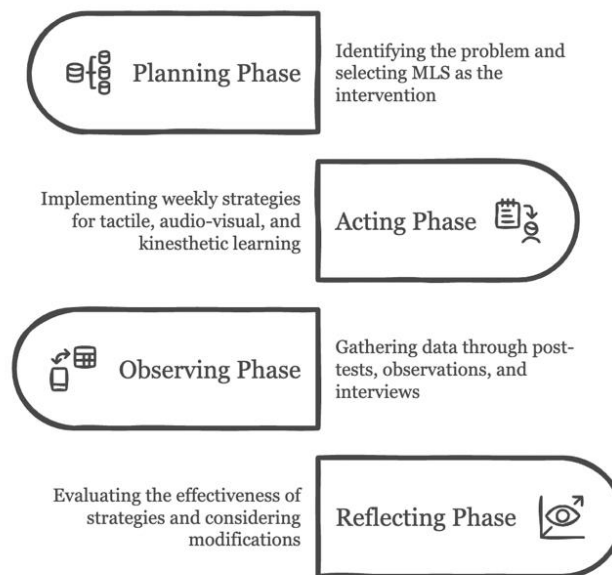 Planning Phase
Identifying the problem and
selecting MLS as the
intervention
Implementing weekly strategies
for tactile, audio-visual, and
kinesthetic learning
Acting Phase
Observing Phase
Gathering data through post-
tests, observations, and
interviews
Evaluating the effectiveness of
strategies and considering
modifications
Reflecting Phase